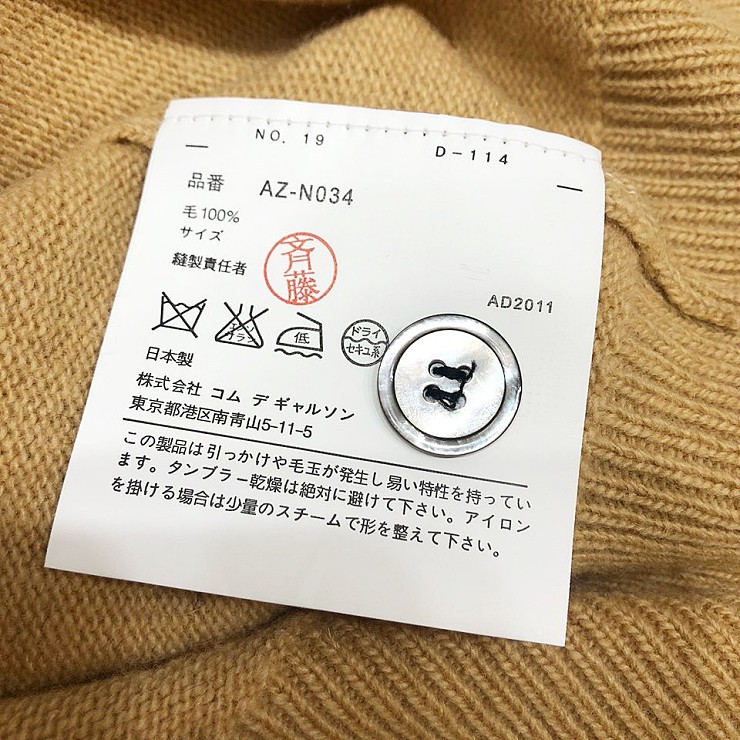 NO. 19
D-114
品番 AZ-N034
毛100%
サイズ
縫製責任者 斉藤
AD2011
エンソ
サラシ
低
ドライ
セキユ系
日本製
株式会社 コム デ ギャルソン
東京都港区南青山5-11-5
この製品は引っかけや毛玉が発生し易い特性を持ってい
ます。タンブラー乾燥は絶対に避けて下さい。アイロン
を掛ける場合は少量のスチームで形を整えて下さい。